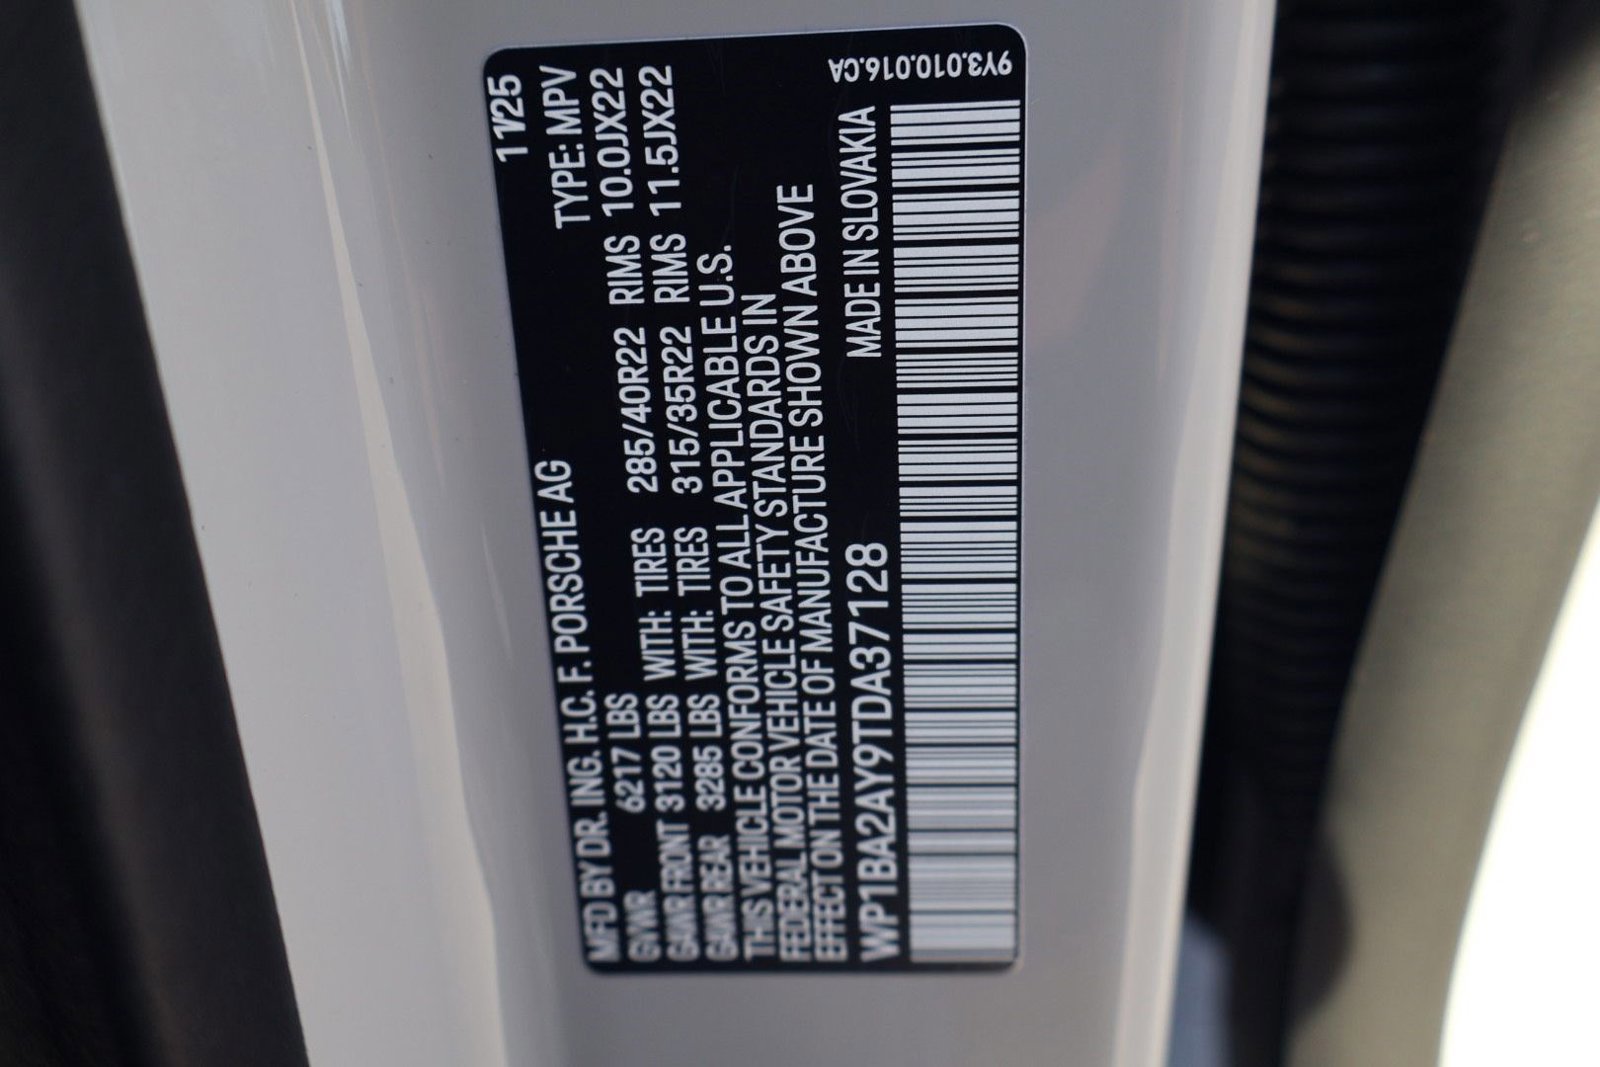 11/25
MFD BY DR. ING. H.C. F. PORSCHE AG TYPE: MPV
GVWR 6217 LBS
GAWR FRONT 3120 LBS WITH: TIRES 285/40R22 RIMS 10.0JX22
GAWR REAR 3285 LBS WITH: TIRES 315/35R22 RIMS 11.5JX22
THIS VEHICLE CONFORMS TO ALL APPLICABLE U.S.
FEDERAL MOTOR VEHICLE SAFETY STANDARDS IN
EFFECT ON THE DATE OF MANUFACTURE SHOWN ABOVE
WP1BA2AY9TDA37128 MADE IN SLOVAKIA
9Y3.010.016.CA